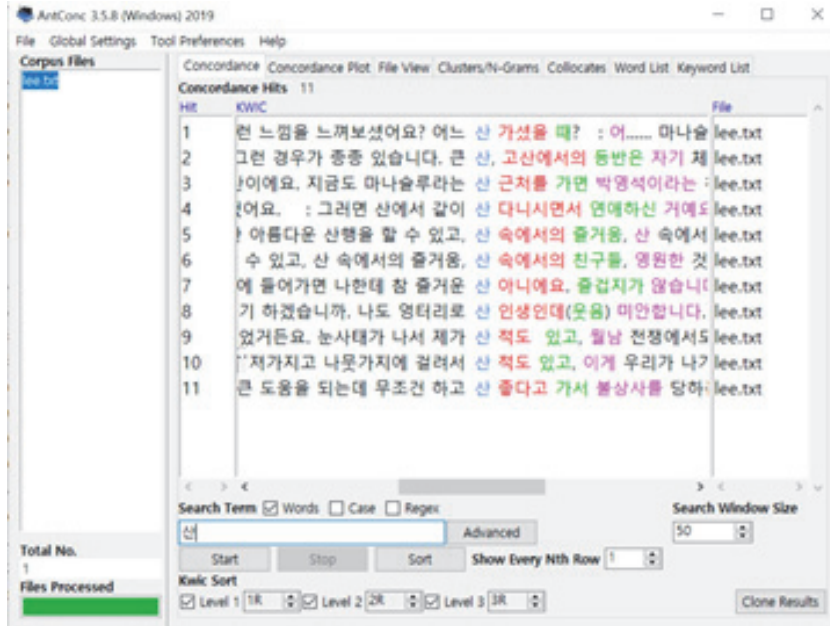 AntConc 3.5.8 (Windows) 2019
File Global Settings Tool Preferences Help
Corpus Files
lee.txt
Concordance Concordance Plot File View Clusters/N-Grams Collocates Word List Keyword List
Concordance Hits 11
Hit KWIC File
1 런 느낌을 느껴보셨어요? 어느 산 가셨을 때? : 어...... 마나슬 lee.txt
2 그런 경우가 종종 있습니다. 큰 산, 고산에서의 등반은 자기 체 lee.txt
3 이에요. 지금도 마나슬루라는 산 근처를 가면 박영석이라는 lee.txt
4 어요. : 그러면 산에서 같이 산 다니시면서 연애하신 거예요 lee.txt
5 아름다운 산행을 할 수 있고, 산 속에서의 즐거움, 산 속에서 lee.txt
6 수 있고, 산 속에서의 즐거움, 산 속에서의 친구들, 영원한 것 lee.txt
7 에 들어가면 나한테 참 즐거운 산 아니에요. 즐겁지가 않습니다 lee.txt
8 기 하겠습니까. 나도 엉터리로 산 인생인데(웃음) 미안합니다. lee.txt
9 었거든요. 눈사태가 나서 제가 산 적도 있고, 월남 전쟁에서도 lee.txt
10 저가지고 나뭇가지에 걸려서 산 적도 있고, 이게 우리가 나기 lee.txt
11 큰 도움을 되는데 무조건 하고 산 좋다고 가서 불상사를 당하 lee.txt
Search Term Words Case Regex Search Window Size
산 Advanced 50
Start Stop Sort Show Every Nth Row 1
Total No.
1
Files Processed
Kwic Sort
Level 1 1R Level 2 2R Level 3 3R Clone Results